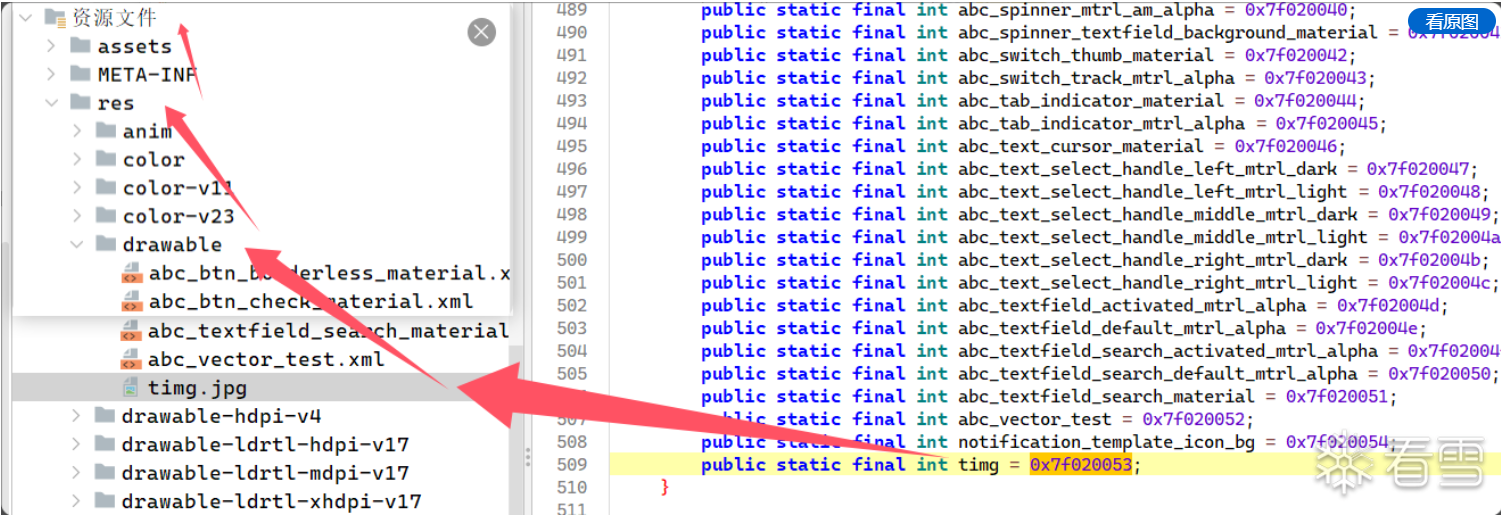 资源文件
assets
META-INF
res
anim
color
color-v11
color-v23
drawable
abc_btn_borderless_material.x
abc_btn_check_material.xml
abc_textfield_search_material
abc_vector_test.xml
timg.jpg
drawable-hdpi-v4
drawable-ldrtl-hdpi-v17
drawable-ldrtl-mdpi-v17
drawable-ldrtl-xhdpi-v17
看原图
489 public static final int abc_spinner_mtrl_am_alpha = 0x7f020040;
490 public static final int abc_spinner_textfield_background_material = 0x7f02004
491 public static final int abc_switch_thumb_material = 0x7f020042;
492 public static final int abc_switch_track_mtrl_alpha = 0x7f020043;
493 public static final int abc_tab_indicator_material = 0x7f020044;
494 public static final int abc_tab_indicator_mtrl_alpha = 0x7f020045;
495 public static final int abc_text_cursor_material = 0x7f020046;
496 public static final int abc_text_select_handle_left_mtrl_dark = 0x7f020047;
497 public static final int abc_text_select_handle_left_mtrl_light = 0x7f020048;
498 public static final int abc_text_select_handle_middle_mtrl_dark = 0x7f020049;
499 public static final int abc_text_select_handle_middle_mtrl_light = 0x7f02004a
500 public static final int abc_text_select_handle_right_mtrl_dark = 0x7f02004b;
501 public static final int abc_text_select_handle_right_mtrl_light = 0x7f02004c;
502 public static final int abc_textfield_activated_mtrl_alpha = 0x7f02004d;
503 public static final int abc_textfield_default_mtrl_alpha = 0x7f02004e;
504 public static final int abc_textfield_search_activated_mtrl_alpha = 0x7f02004
505 public static final int abc_textfield_search_default_mtrl_alpha = 0x7f020050;
public static final int abc_textfield_search_material = 0x7f020051;
507 public static final int abc_vector_test = 0x7f020052;
508 public static final int notification_template_icon_bg = 0x7f020054;
509 public static final int timg = 0x7f020053;
510 }
511
看雪